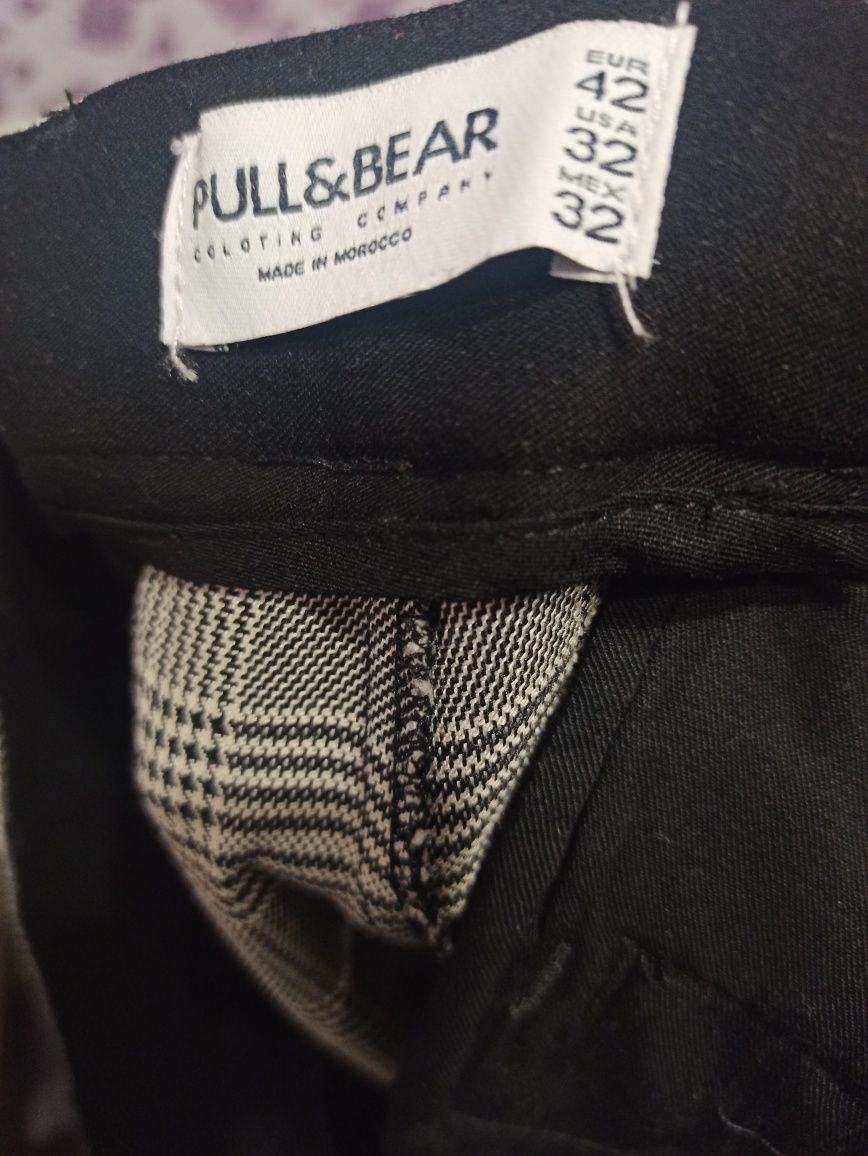 PULL&BEAR
COLOTING COMPANY
MADE IN MOROCCO
EUR
42
USA
32
MEX
32